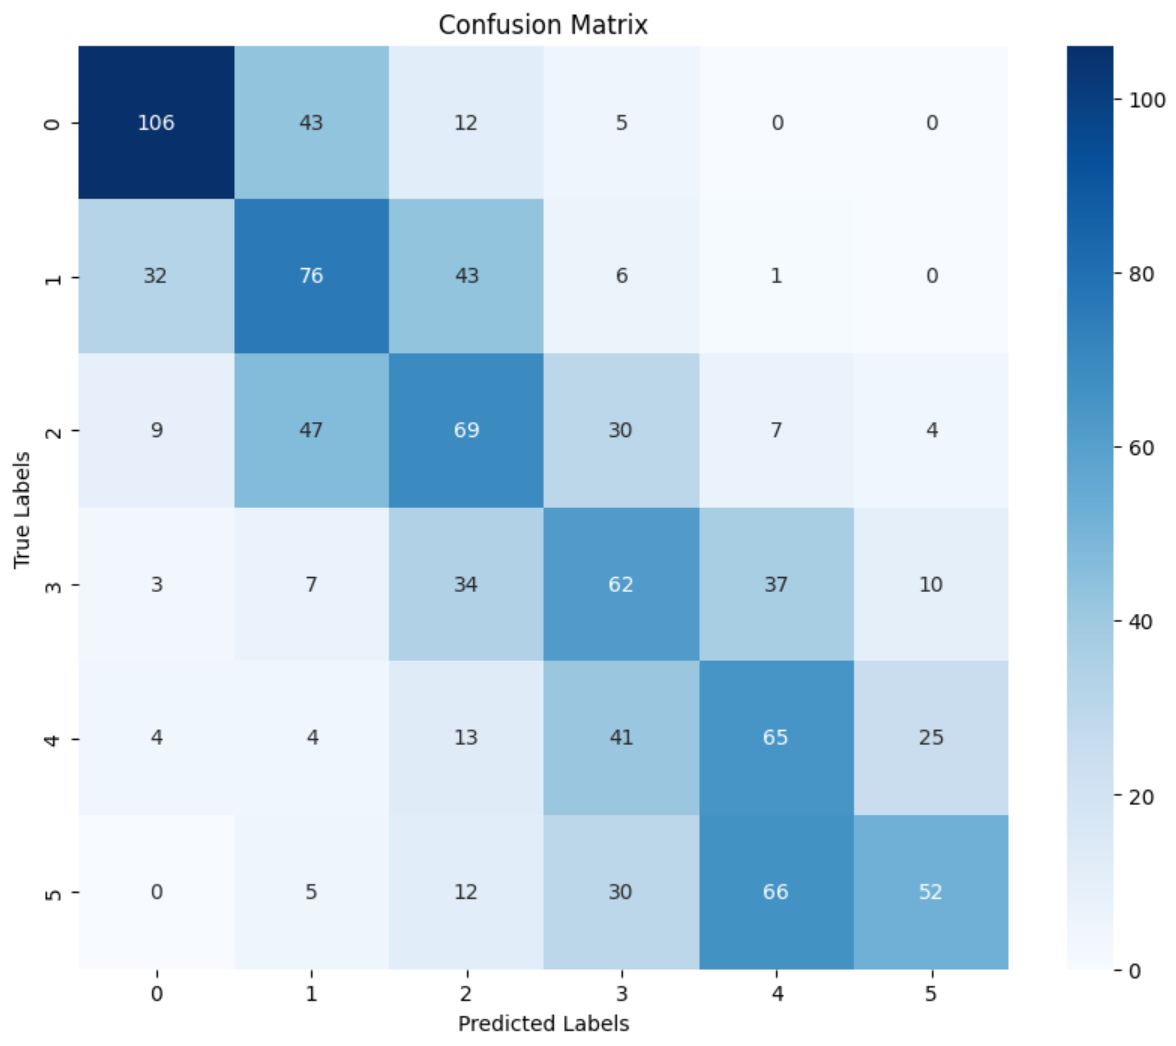 Confusion Matrix
True Labels
0 106 43 12 5 0 0
1 32 76 43 6 1 0
2 9 47 69 30 7 4
3 3 7 34 62 37 10
4 4 4 13 41 65 25
5 0 5 12 30 66 52
0 1 2 3 4 5
Predicted Labels
100
80
60
40
20
0